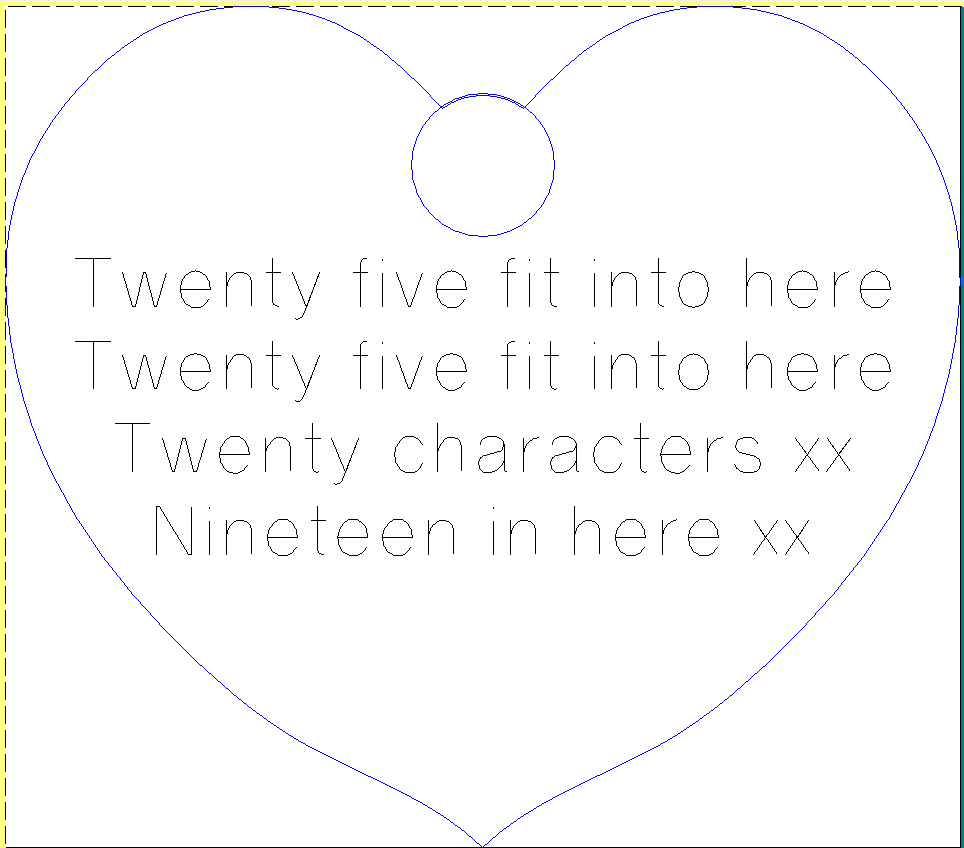 Twenty five fit into here
Twenty five fit into here
Twenty characters xx
Nineteen in here xx